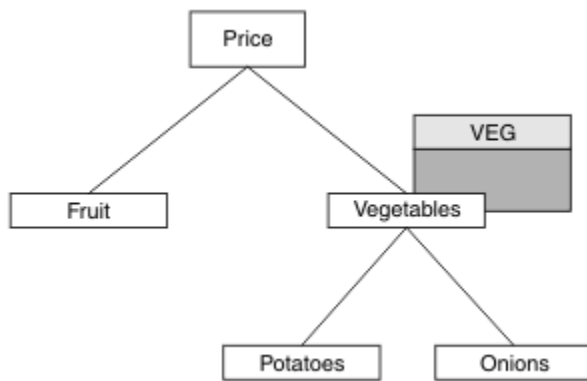 Price
VEG
Fruit
Vegetables
Potatoes
Onions